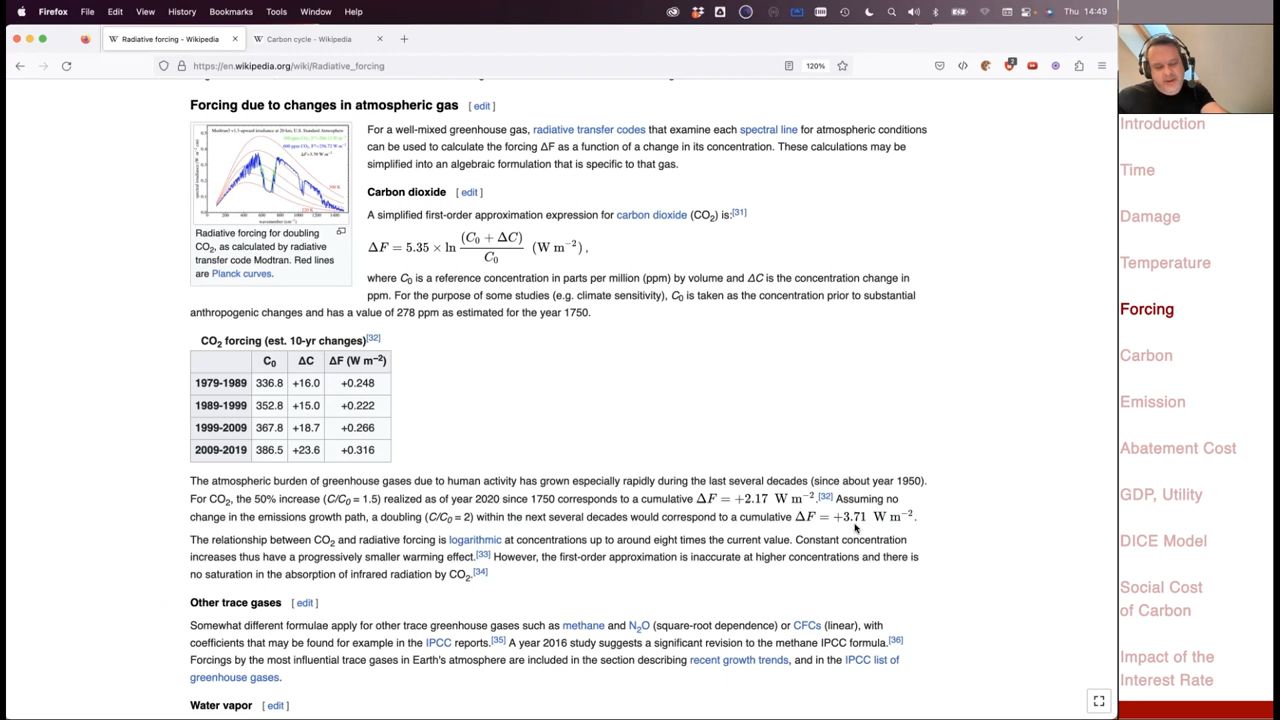 Firefox File Edit View History Bookmarks Tools Window Help Thu 14:49
Radiative forcing - Wikipedia Carbon cycle - Wikipedia
https://en.wikipedia.org/wiki/Radiative_forcing 120%
Forcing due to changes in atmospheric gas [ edit ]
For a well-mixed greenhouse gas, radiative transfer codes that examine each spectral line for atmospheric conditions
can be used to calculate the forcing ΔF as a function of a change in its concentration. These calculations may be
simplified into an algebraic formulation that is specific to that gas.
Radiative forcing for doubling
CO2, as calculated by radiative
transfer code Modtran. Red lines
are Planck curves.
Carbon dioxide [ edit ]
A simplified first-order approximation expression for carbon dioxide (CO2) is:[31]
ΔF = 5.35 × ln (C0 + ΔC) / C0 (W m−2),
where C0 is a reference concentration in parts per million (ppm) by volume and ΔC is the concentration change in
ppm. For the purpose of some studies (e.g. climate sensitivity), C0 is taken as the concentration prior to substantial
anthropogenic changes and has a value of 278 ppm as estimated for the year 1750.
CO2 forcing (est. 10-yr changes)[32]
C0 ΔC ΔF (W m−2)
1979-1989 336.8 +16.0 +0.248
1989-1999 352.8 +15.0 +0.222
1999-2009 367.8 +18.7 +0.266
2009-2019 386.5 +23.6 +0.316
The atmospheric burden of greenhouse gases due to human activity has grown especially rapidly during the last several decades (since about year 1950).
For CO2, the 50% increase (C/C0 = 1.5) realized as of year 2020 since 1750 corresponds to a cumulative ΔF = +2.17 W m−2.[32] Assuming no
change in the emissions growth path, a doubling (C/C0 = 2) within the next several decades would correspond to a cumulative ΔF = +3.71 W m−2.
The relationship between CO2 and radiative forcing is logarithmic at concentrations up to around eight times the current value. Constant concentration
increases thus have a progressively smaller warming effect.[33] However, the first-order approximation is inaccurate at higher concentrations and there is
no saturation in the absorption of infrared radiation by CO2.[34]
Other trace gases [ edit ]
Somewhat different formulae apply for other trace greenhouse gases such as methane and N2O (square-root dependence) or CFCs (linear), with
coefficients that may be found for example in the IPCC reports.[35] A year 2016 study suggests a significant revision to the methane IPCC formula.[36]
Forcings by the most influential trace gases in Earth's atmosphere are included in the section describing recent growth trends, and in the IPCC list of
greenhouse gases.
Water vapor [ edit ]
Introduction
Time
Damage
Temperature
Forcing
Carbon
Emission
Abatement Cost
GDP, Utility
DICE Model
Social Cost
of Carbon
Impact of the
Interest Rate